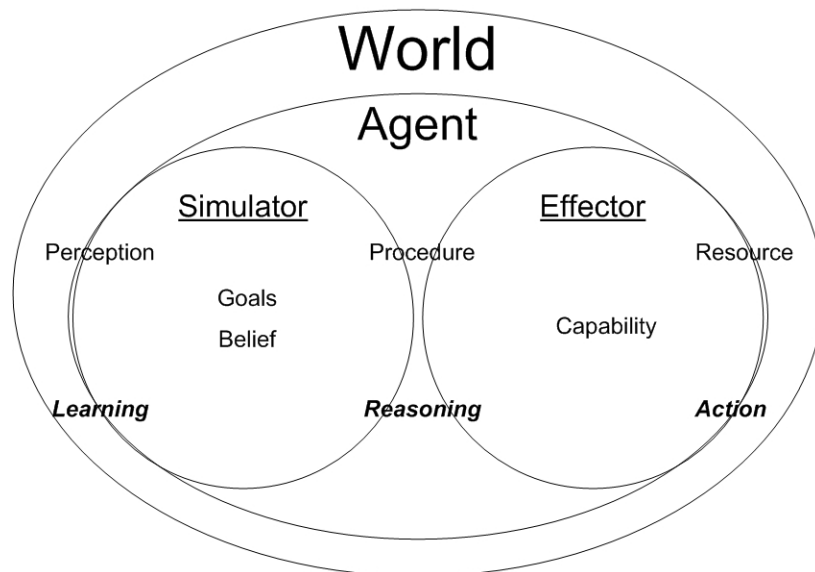 World
Agent
Simulator
Effector
Perception
Procedure
Resource
Goals
Belief
Capability
Learning
Reasoning
Action